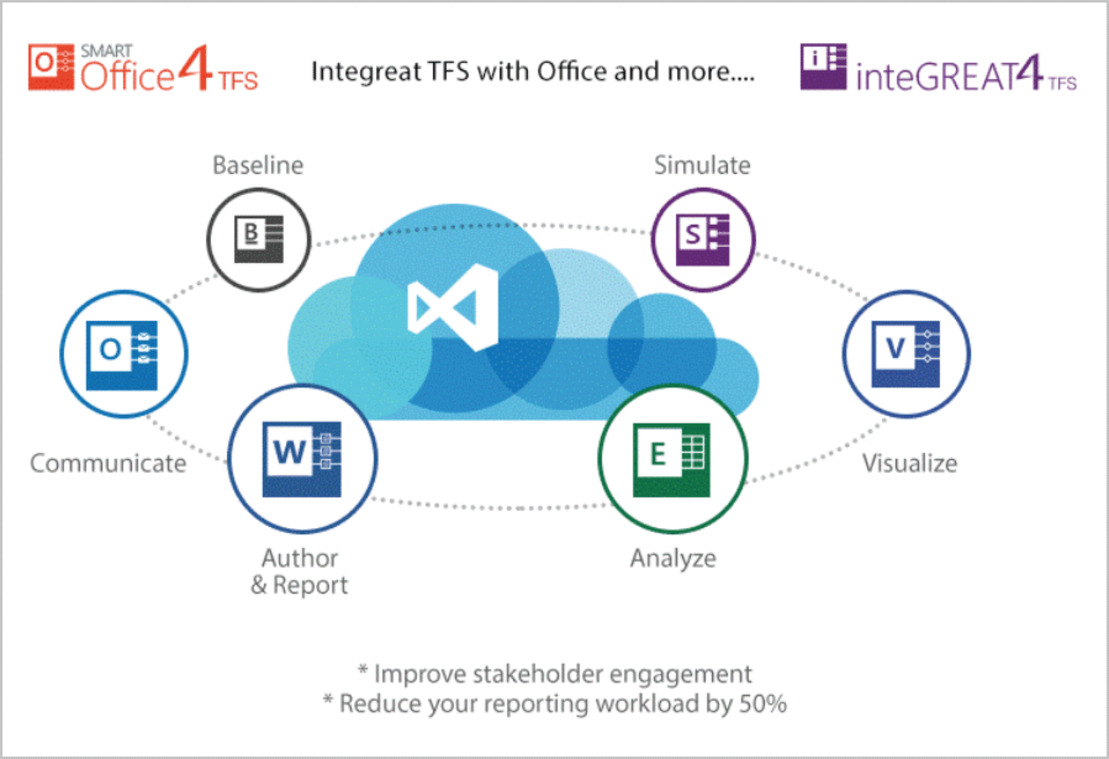 SMART
Office4 TFS
Integreat TFS with Office and more....
i
inteGREAT4 TFS
O
Baseline
Simulate
B
S
O
V
Communicate
W
E
Visualize
Author
& Report
Analyze
* Improve stakeholder engagement
* Reduce your reporting workload by 50%